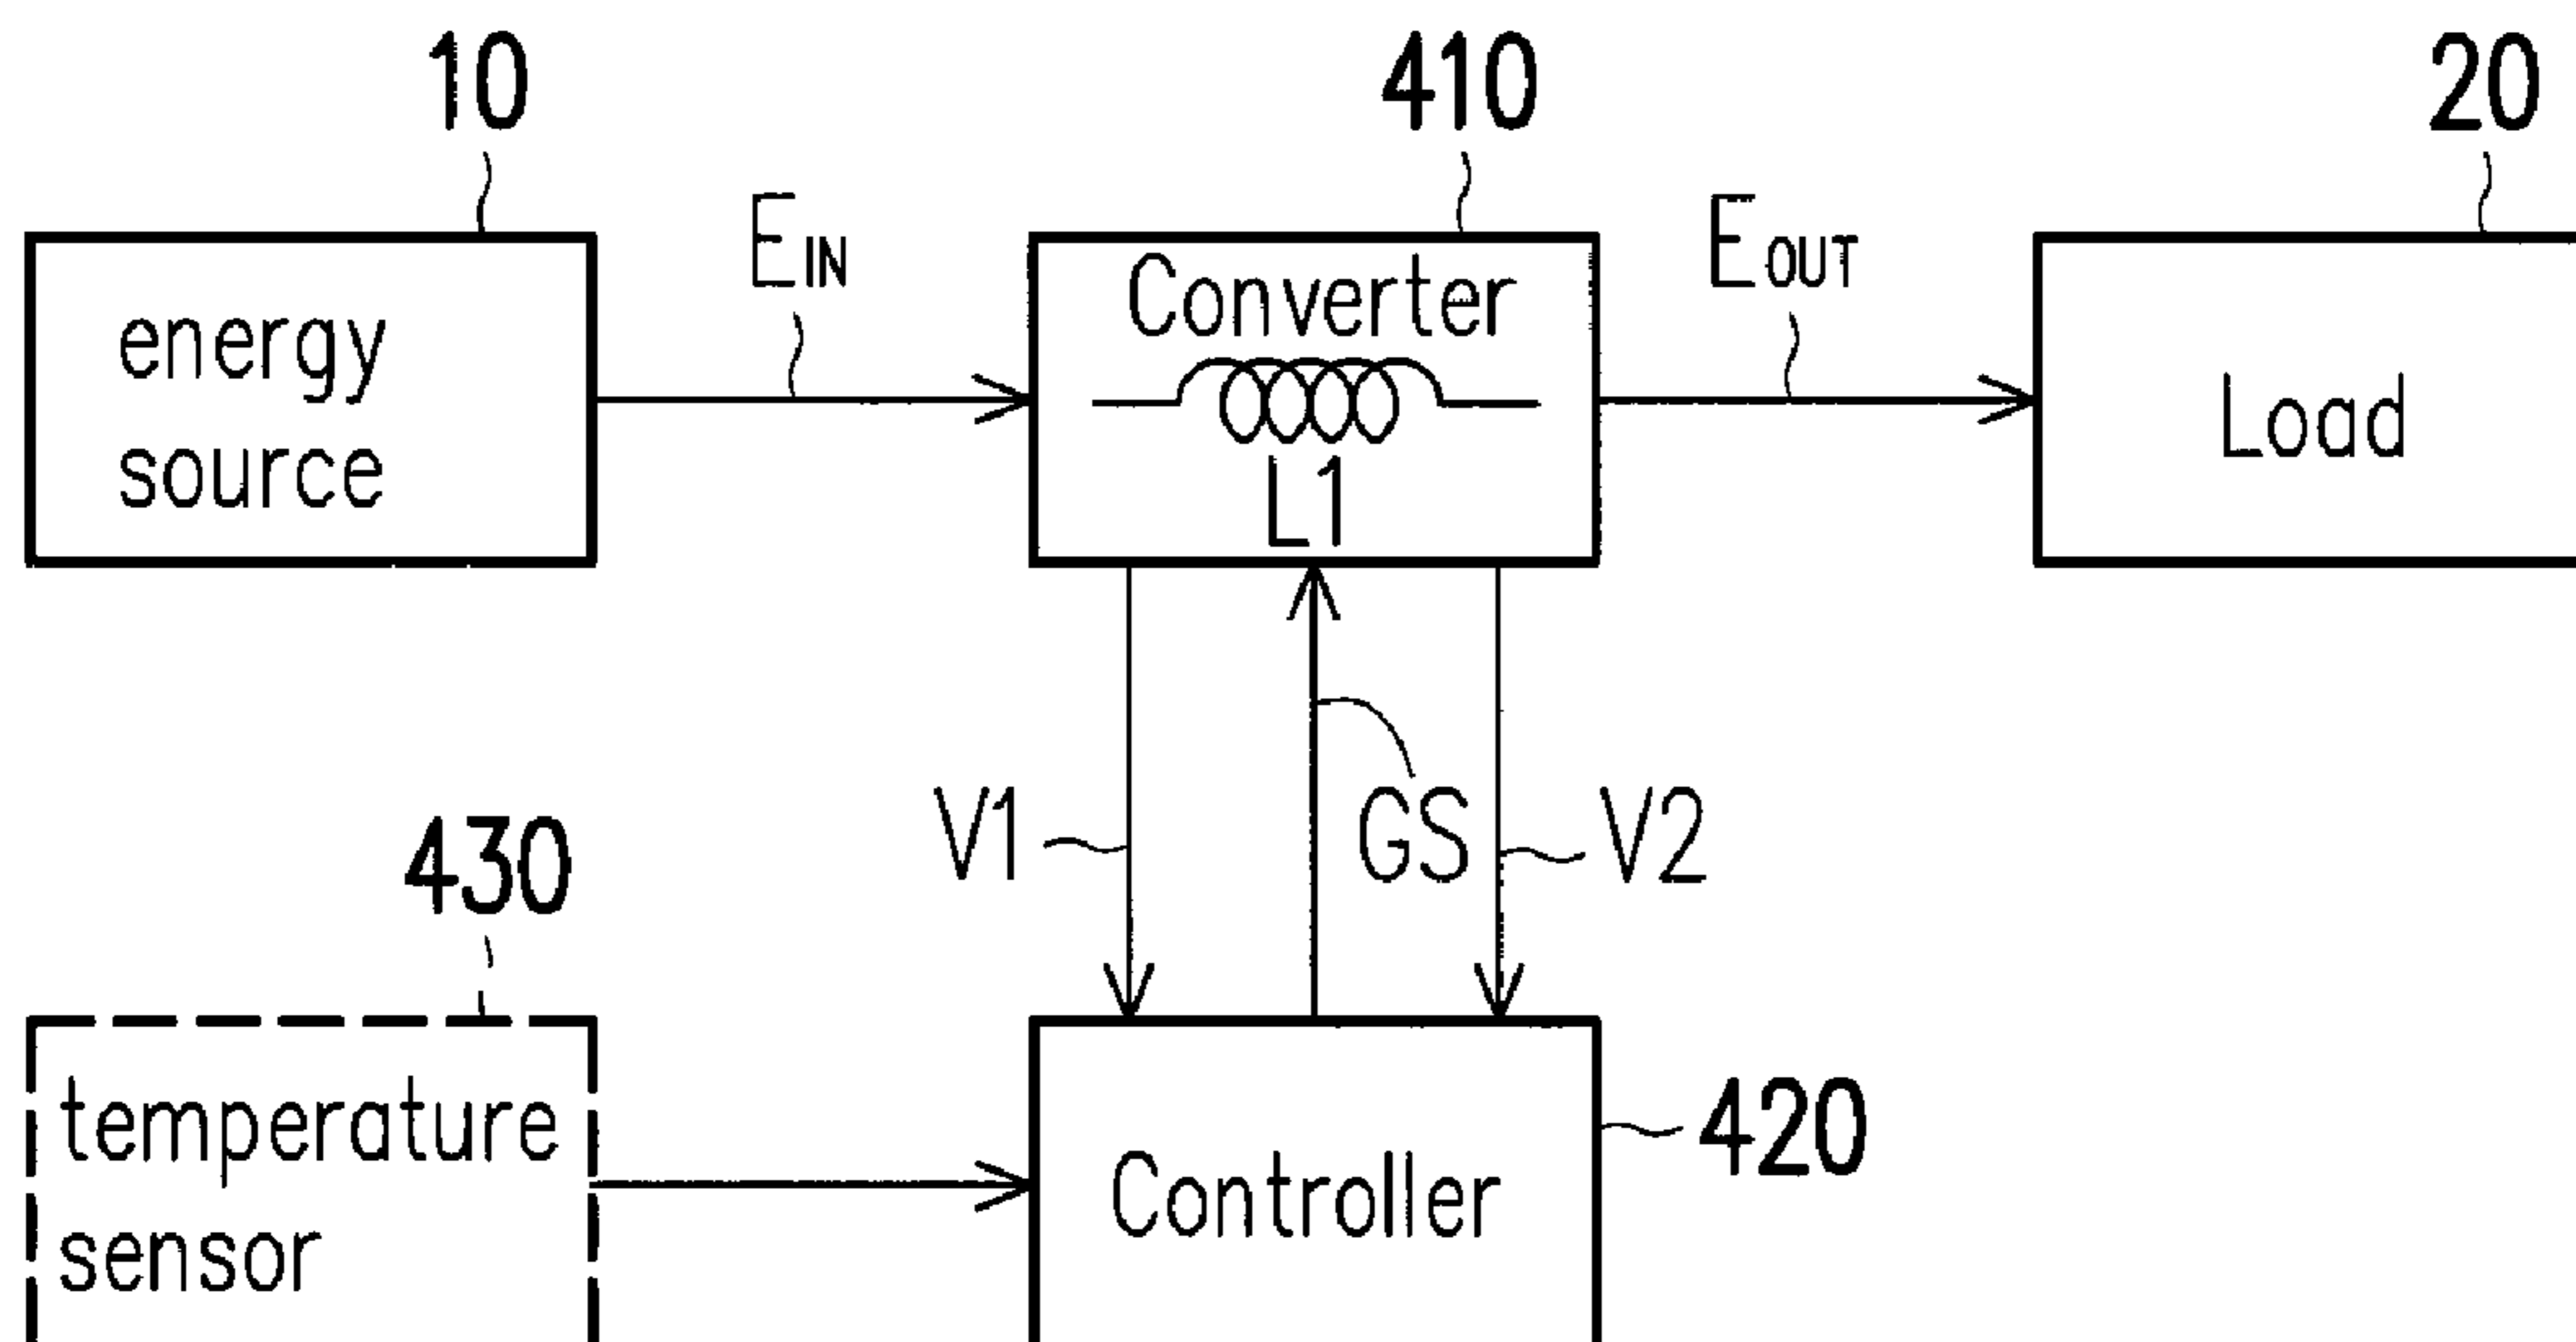 10
410
20
EIN
EOUT
energy
source
Converter
L1
Load
V1
GS
V2
430
temperature
sensor
Controller
420